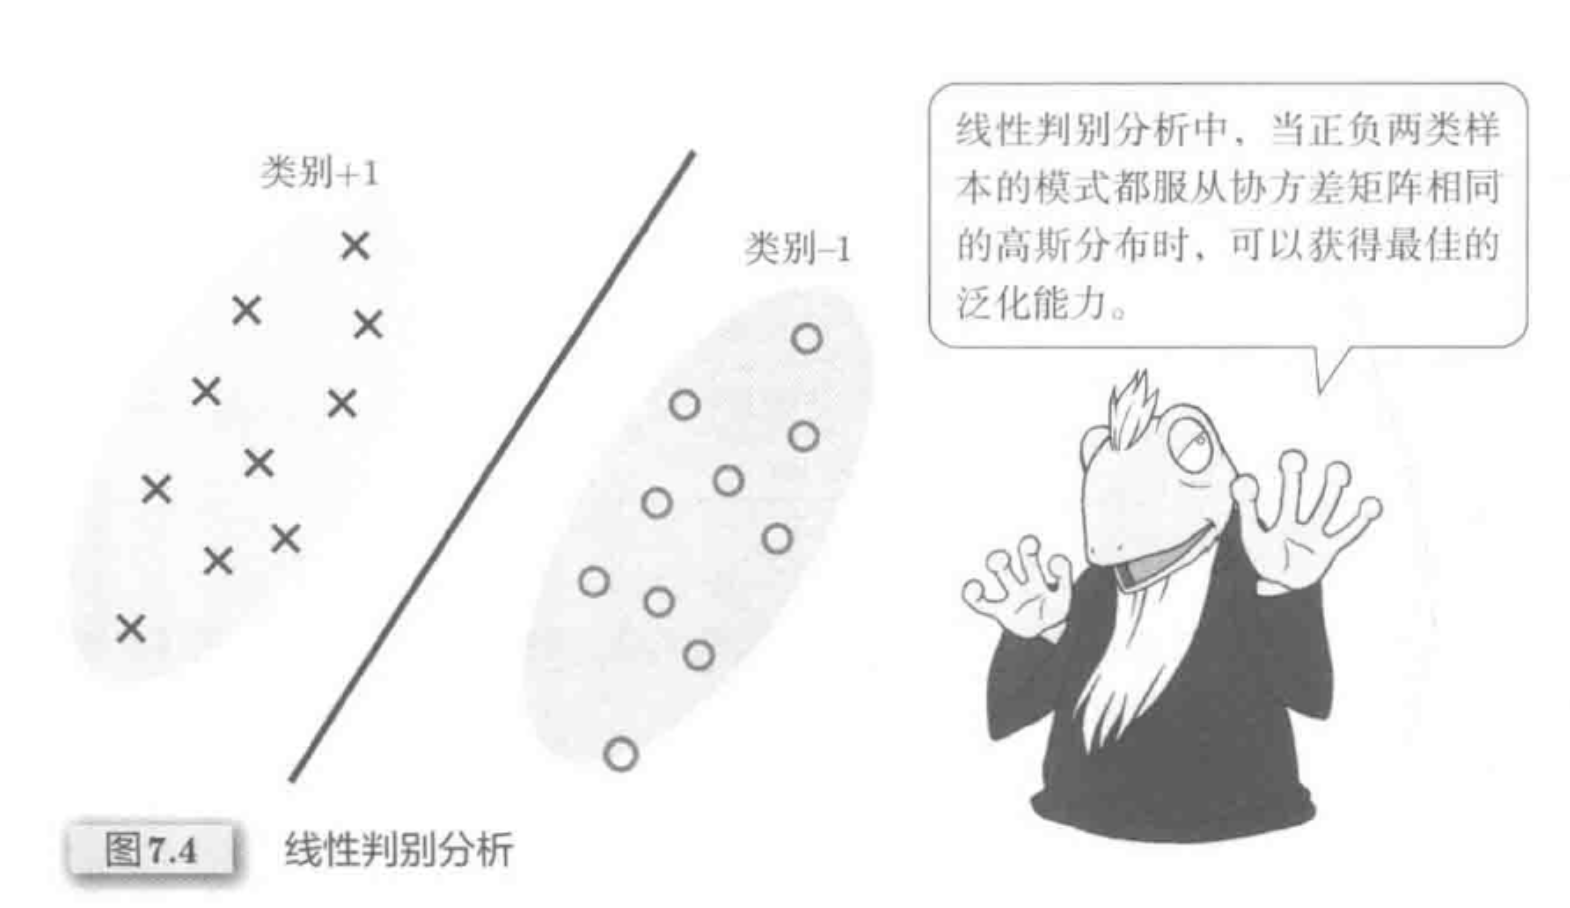 类别+1
类别–1
线性判别分析中，当正负两类样
本的模式都服从协方差矩阵相同
的高斯分布时，可以获得最佳的
泛化能力。
图7.4 线性判别分析